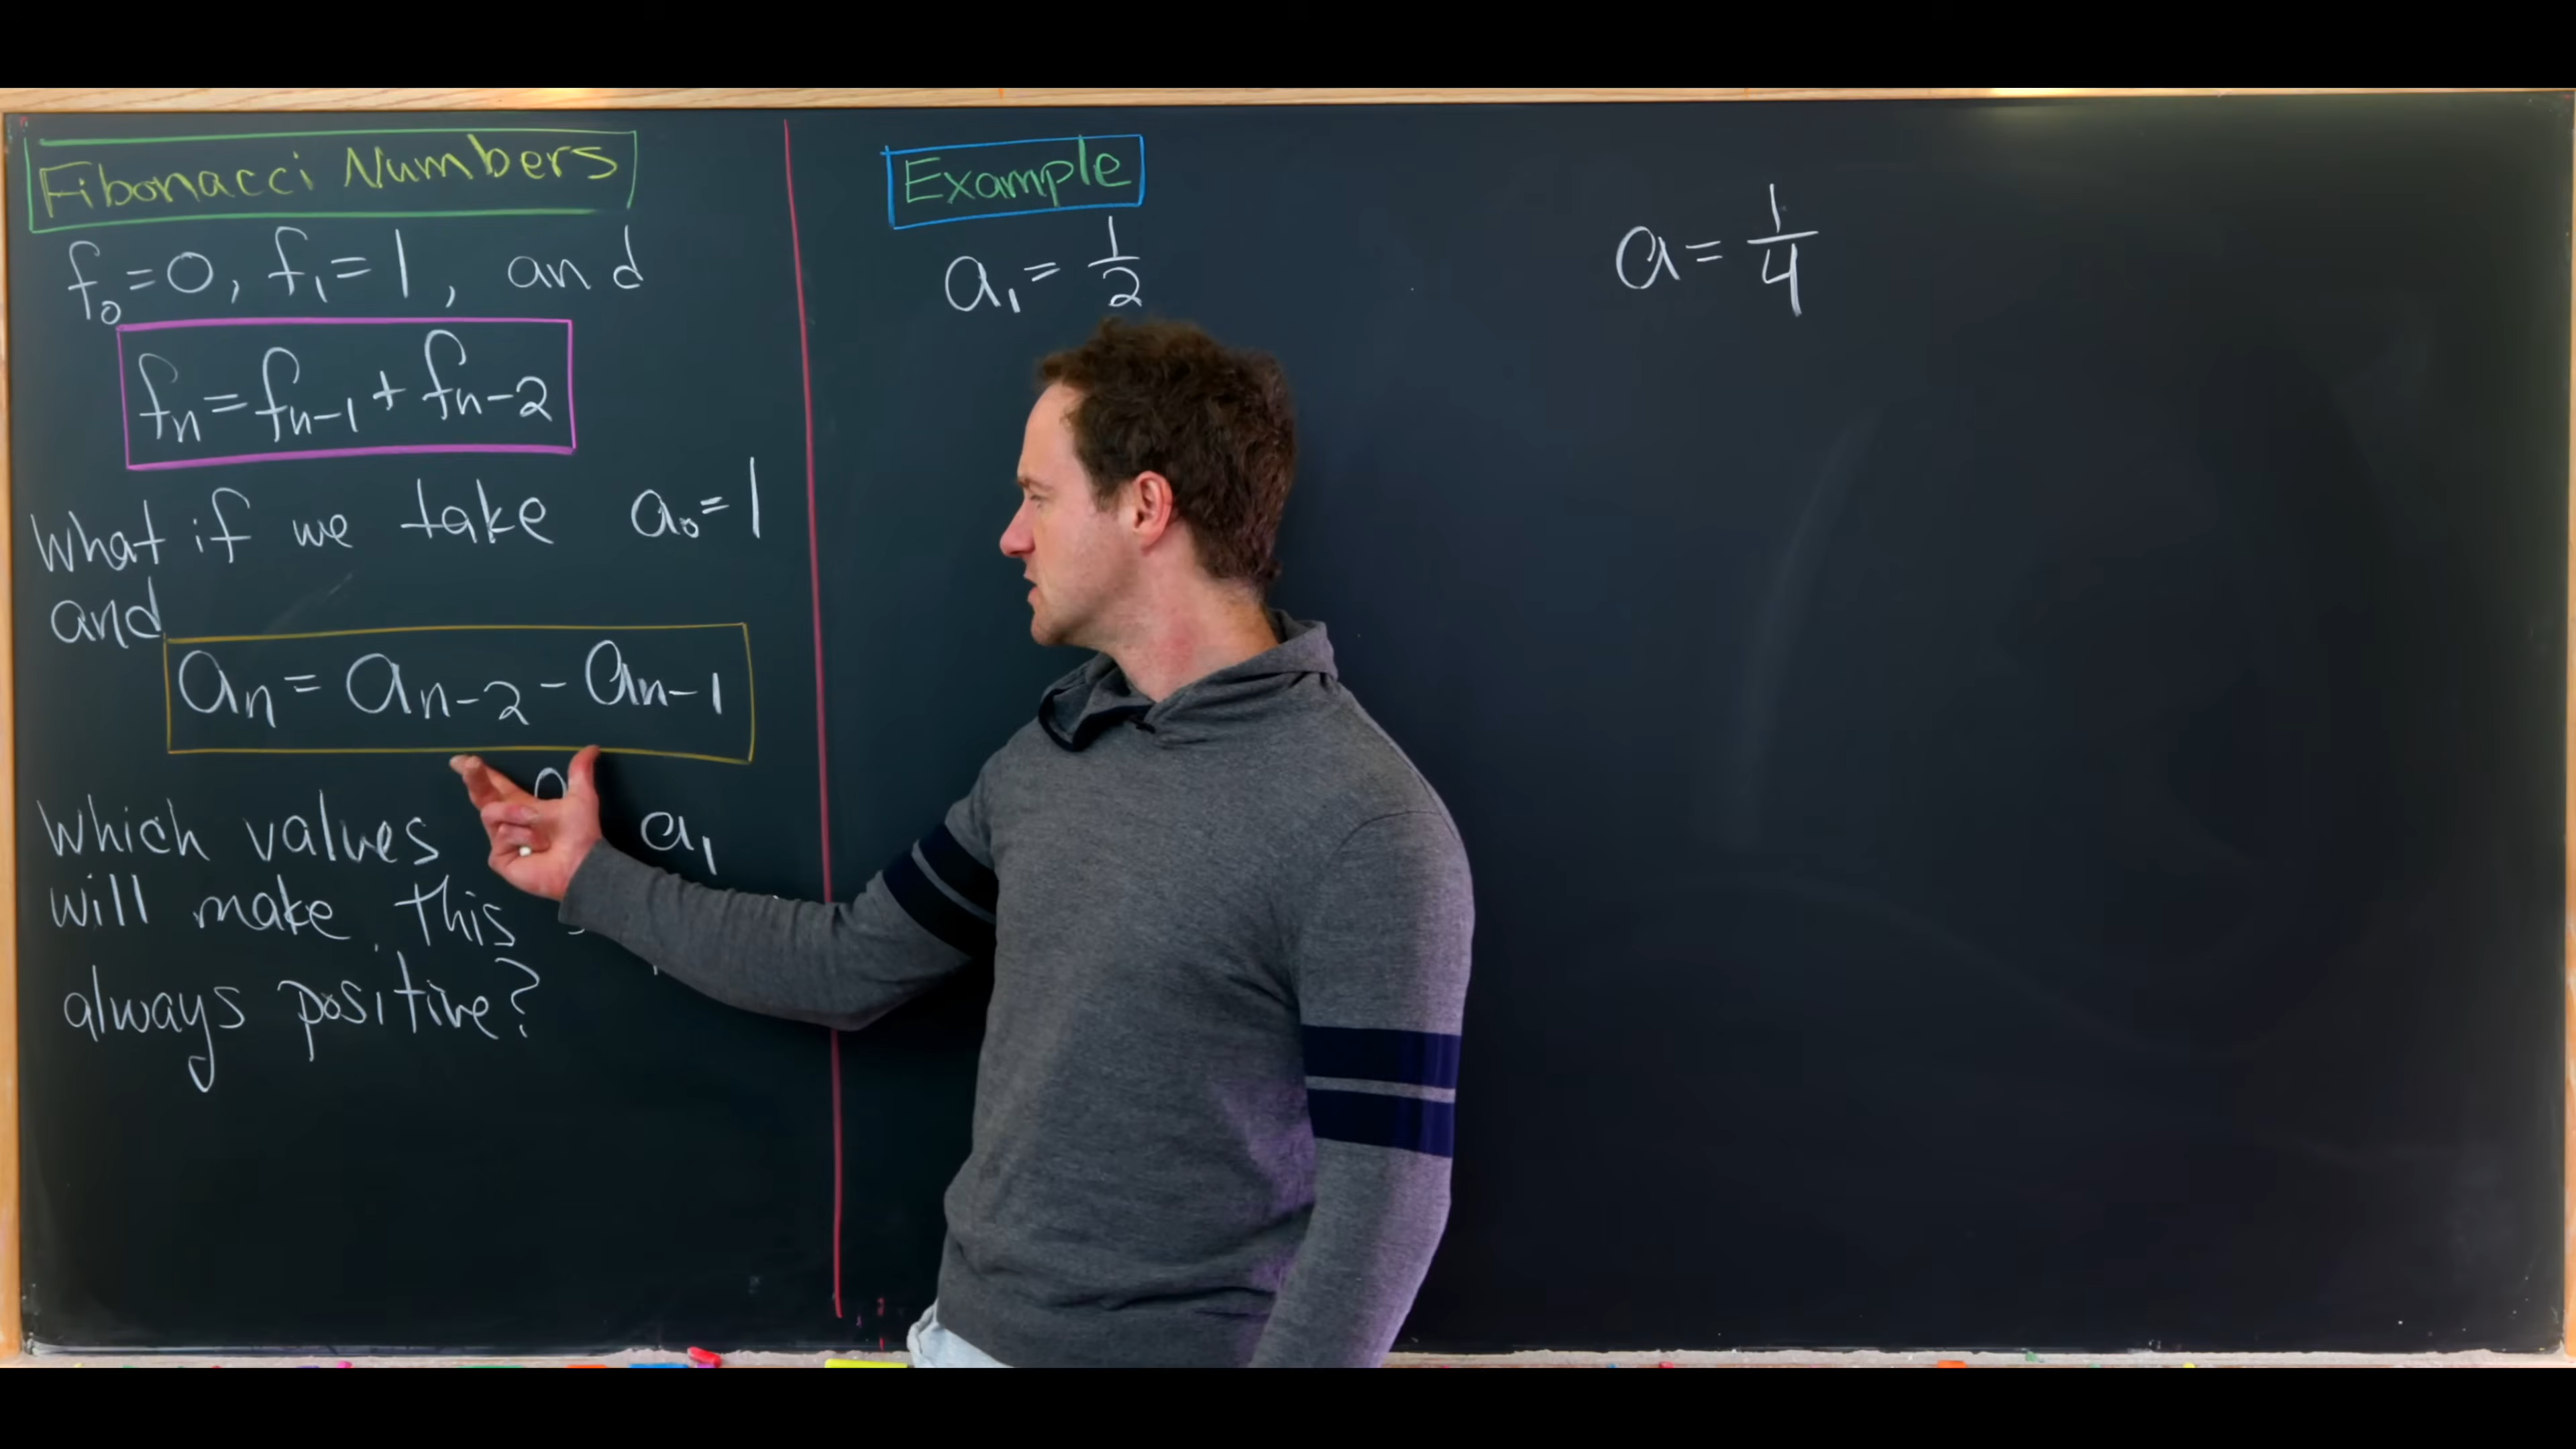 Fibonacci Numbers
f₀=0, f₁=1, and
fₙ=fₙ₋₁+fₙ₋₂
What if we take a₀=1
and
aₙ=aₙ₋₂-aₙ₋₁
Which values a₁
will make this
always positive?
Example
a₁=1/2
a=1/4